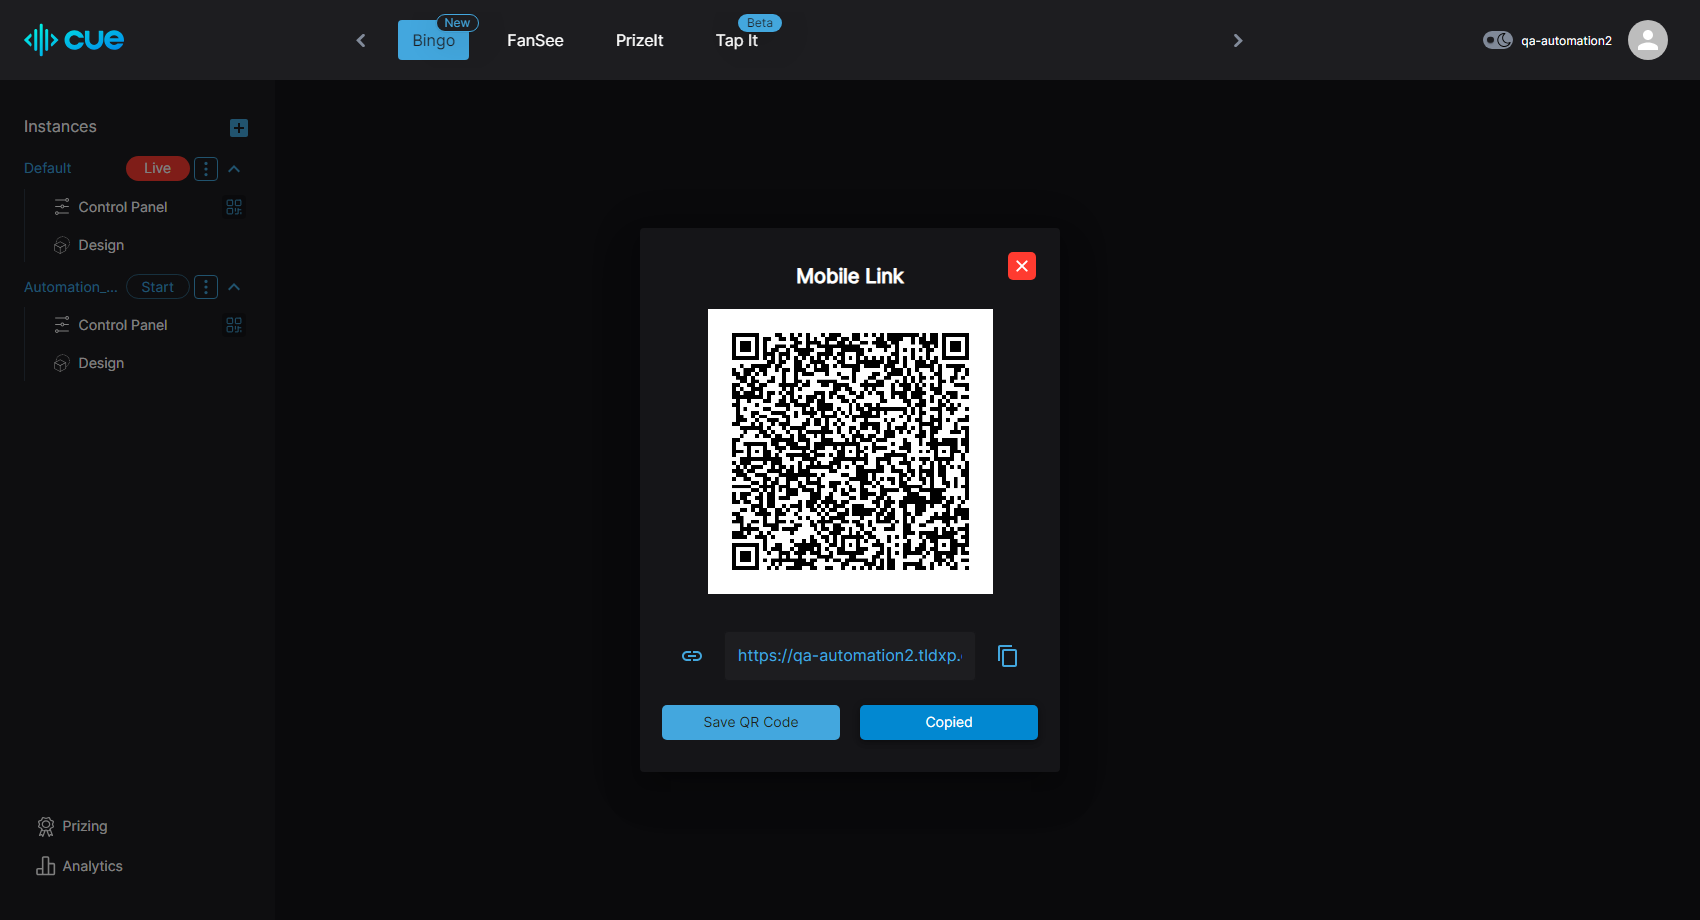 cue
Bingo
New
FanSee
PrizeIt
Tap It
Beta
qa-automation2
Instances
Default
Live
Control Panel
Design
Automation_...
Start
Control Panel
Design
Mobile Link
https://qa-automation2.tldxp.
Save QR Code
Copied
Prizing
Analytics